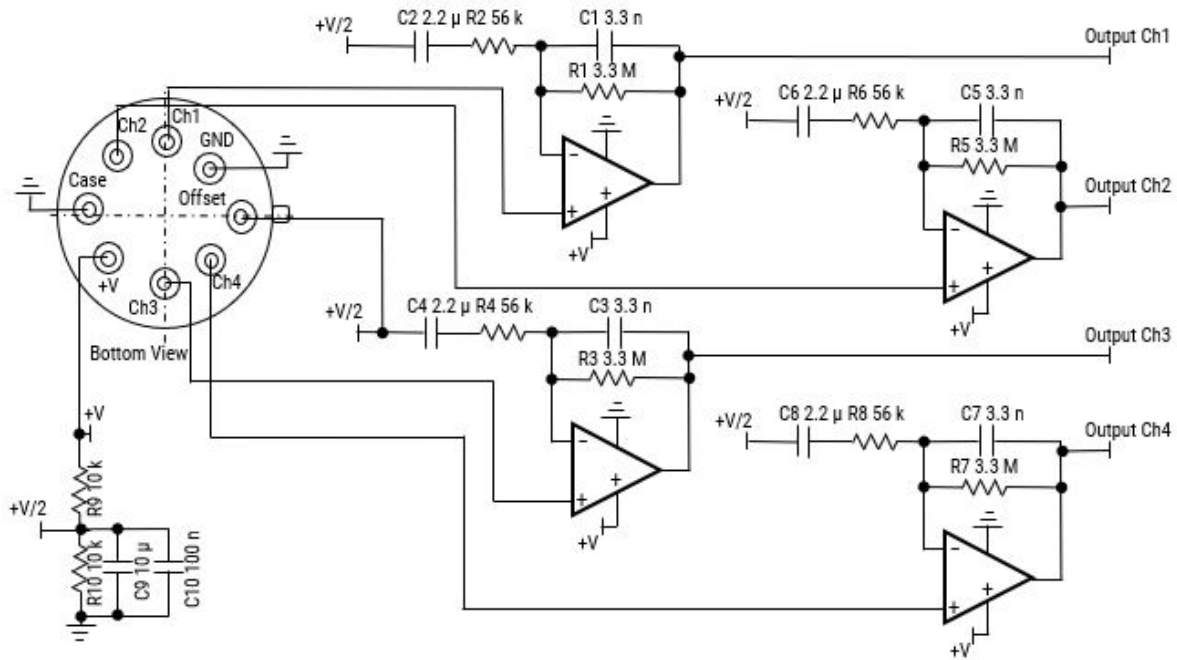 +V/2
C2 2.2 µ R2 56 k
C1 3.3 n
Output Ch1
R1 3.3 M
+V/2
C6 2.2 µ R6 56 k
C5 3.3 n
Ch2
Ch1
GND
R5 3.3 M
Case
Offset
−
+
+
+V
Output Ch2
−
+
+
+V
+V
Ch3
Ch4
Bottom View
+V/2
C4 2.2 µ R4 56 k
C3 3.3 n
Output Ch3
R3 3.3 M
+V
+V/2
C8 2.2 µ R8 56 k
C7 3.3 n
Output Ch4
−
+
+
+V
R7 3.3 M
R9 10 k
+V/2
R10 10k
C9 10 µ
C10 100 n
−
+
+
+V